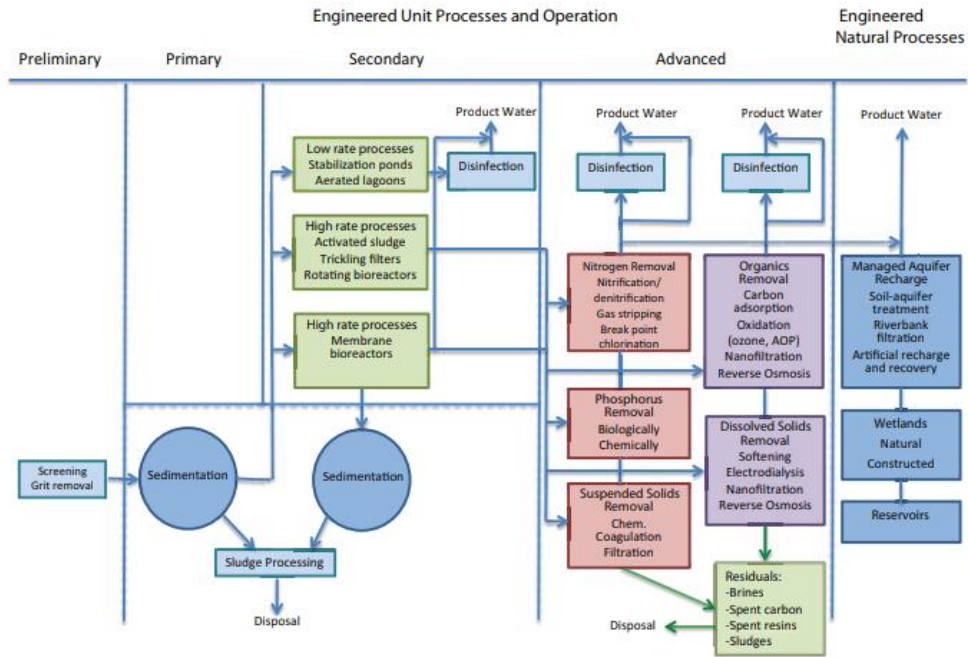 Engineered Unit Processes and Operation
Engineered
Natural Processes
Preliminary
Primary
Secondary
Advanced
Product Water
Product Water
Product Water
Product Water
Low rate processes
Stabilization ponds
Aerated lagoons
Disinfection
Disinfection
Disinfection
High rate processes
Activated sludge
Trickling filters
Rotating bioreactors
High rate processes
Membrane
bioreactors
Nitrogen Removal
Nitrification/
denitrification
Gas stripping
Break point
chlorination
Organics
Removal
Carbon
adsorption
Oxidation
(ozone, AOP)
Nanofiltration
Reverse Osmosis
Managed Aquifer
Recharge
Soil-aquifer
treatment
Riverbank
filtration
Artificial recharge
and recovery
Phosphorus
Removal
Biologically
Chemically
Dissolved Solids
Removal
Softening
Electrodialysis
Nanofiltration
Reverse Osmosis
Wetlands
Natural
Constructed
Screening
Grit removal
Sedimentation
Sedimentation
Suspended Solids
Removal
Chem.
Coagulation
Filtration
Reservoirs
Sludge Processing
Disposal
Residuals:
-Brines
-Spent carbon
-Spent resins
-Sludges
Disposal